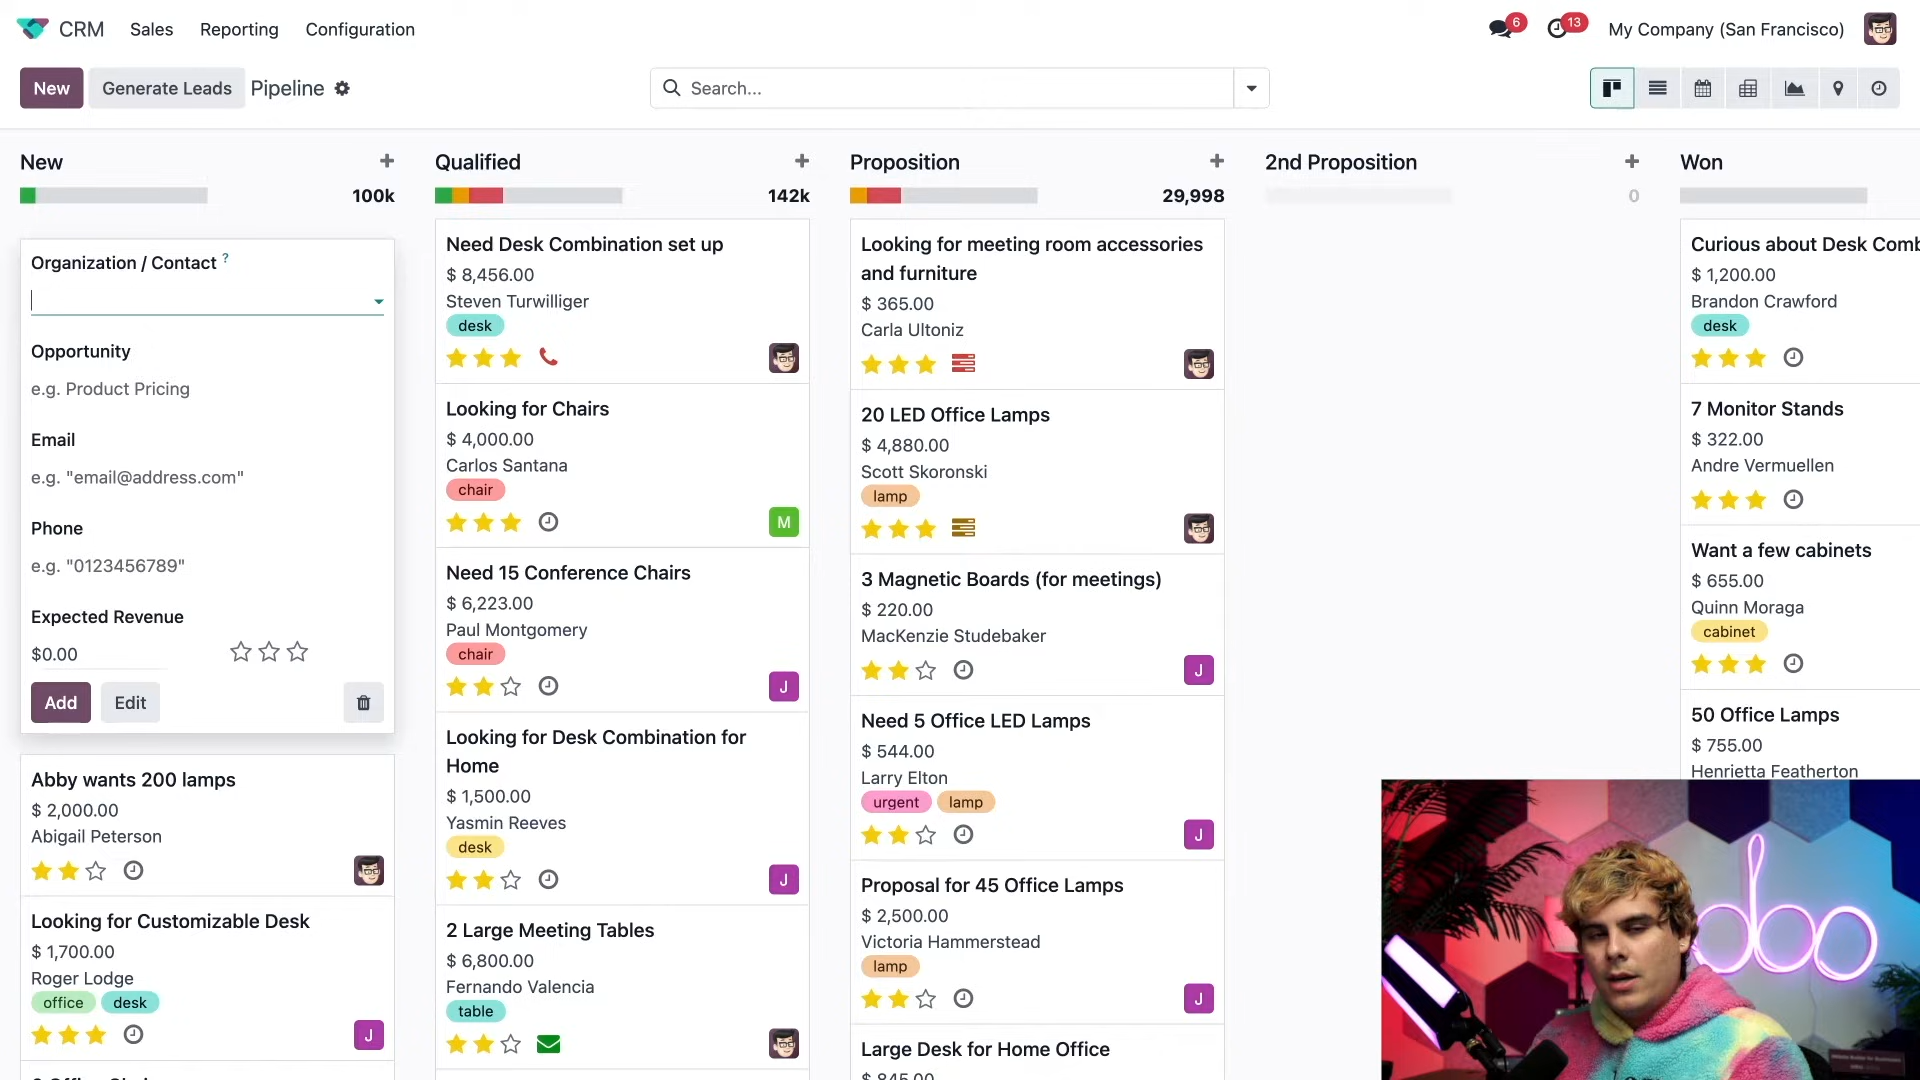 CRM
Sales
Reporting
Configuration
6
13
My Company (San Francisco)
New
Generate Leads
Pipeline
Search...
New
100k
Organization / Contact ?
Opportunity
e.g. Product Pricing
Email
e.g. "email@address.com"
Phone
e.g. "0123456789"
Expected Revenue
$0.00
Add
Edit
Abby wants 200 lamps
$ 2,000.00
Abigail Peterson
Looking for Customizable Desk
$ 1,700.00
Roger Lodge
office
desk
J
Qualified
142k
Need Desk Combination set up
$ 8,456.00
Steven Turwilliger
desk
Looking for Chairs
$ 4,000.00
Carlos Santana
chair
M
Need 15 Conference Chairs
$ 6,223.00
Paul Montgomery
chair
J
Looking for Desk Combination for
Home
$ 1,500.00
Yasmin Reeves
desk
J
2 Large Meeting Tables
$ 6,800.00
Fernando Valencia
table
Proposition
29,998
Looking for meeting room accessories
and furniture
$ 365.00
Carla Ultoniz
20 LED Office Lamps
$ 4,880.00
Scott Skoronski
lamp
3 Magnetic Boards (for meetings)
$ 220.00
MacKenzie Studebaker
J
Need 5 Office LED Lamps
$ 544.00
Larry Elton
urgent
lamp
J
Proposal for 45 Office Lamps
$ 2,500.00
Victoria Hammerstead
lamp
J
Large Desk for Home Office
$ 845.00
2nd Proposition
0
Won
Curious about Desk Comb
$ 1,200.00
Brandon Crawford
desk
7 Monitor Stands
$ 322.00
Andre Vermuellen
Want a few cabinets
$ 655.00
Quinn Moraga
cabinet
50 Office Lamps
$ 755.00
Henrietta Featherton